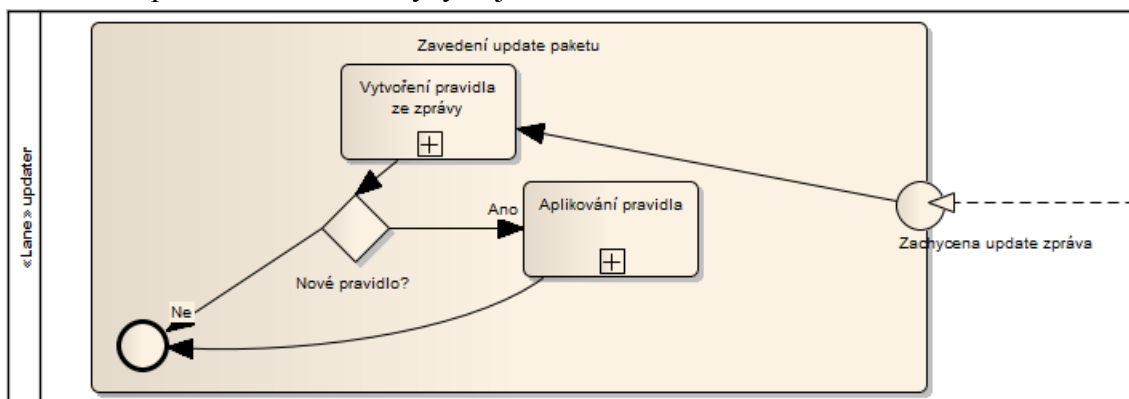 «Lane» updater
Zavedení update paketu
Vytvoření pravidla
ze zprávy
Ano
Aplikování pravidla
Zachycena update zpráva
Nové pravidlo?
Ne